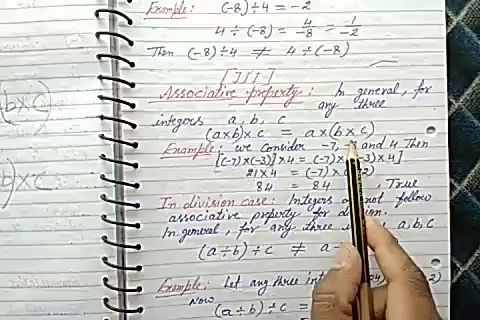 Example: (-8)÷4 = -2
4÷(-8) = 4/-8 = 1/-2
Then (-8)÷4 ≠ 4÷(-8)
[III]
Associative property: In general, for
any three
integers a, b, c
(a×b)×c = a×(b×c)
Example: we consider -7, and 4 Then
[(-7)×(-3)]×4 = (-7)×[ -3)×4]
21×4 = (-7)×( 2)
84 = 84 , True
In division case: Integers not follow
associative property for division.
In general, for any three a, b, c
(a÷b)÷c ≠ a
Example: Let any three 2)
Now
(a÷b)÷c =
(b×c)
)×c